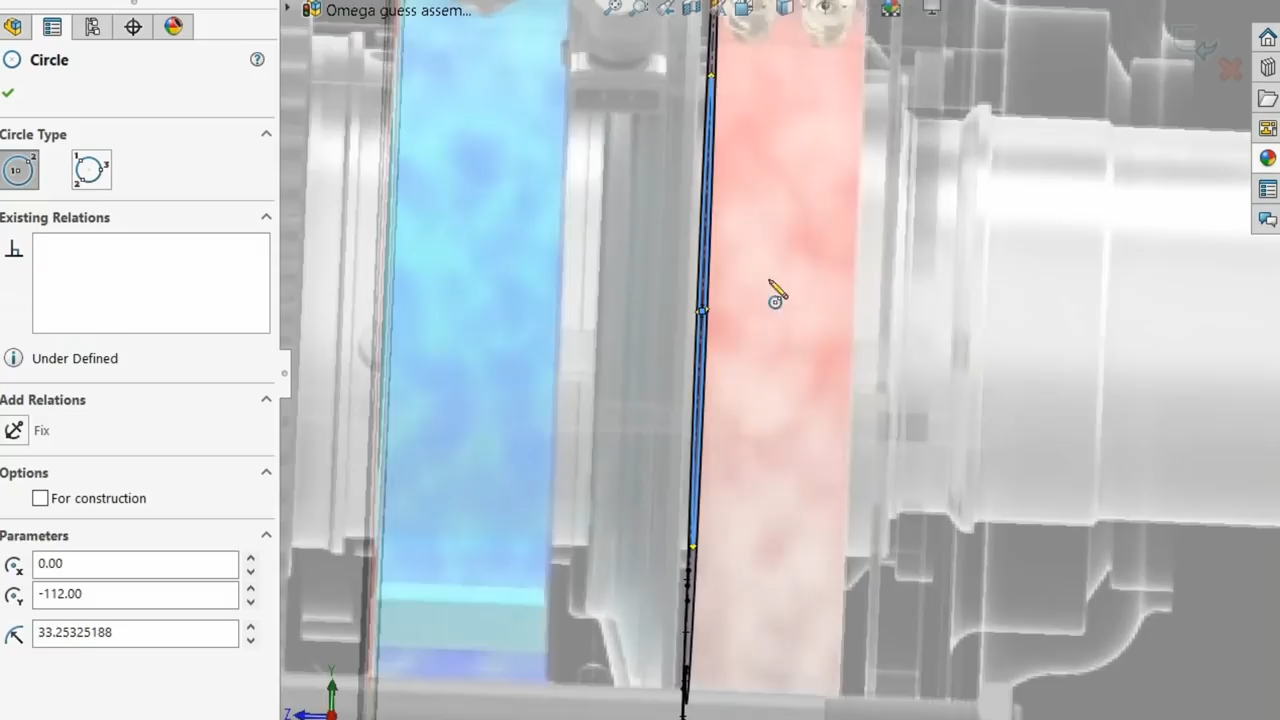 Omega guess assem...
Circle
Circle Type
Existing Relations
Under Defined
Add Relations
Fix
Options
For construction
Parameters
0.00
-112.00
33.25325188
Y
Z